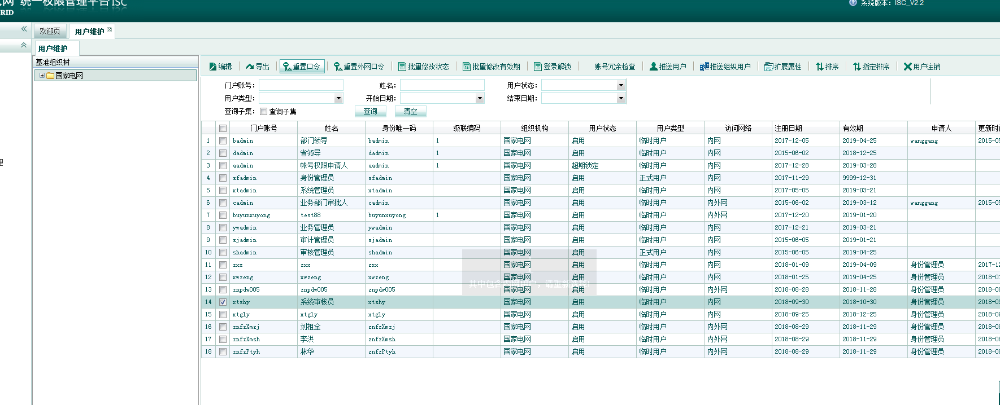 网 统一权限管理平台ISC
RID
系统版本：ISC_V2.2
欢迎页 用户维护
用户维护
基准组织树
国家电网
理
编辑 导出 重置口令 重置外网口令 批量修改状态 批量修改有效期 登录解锁 账号冗余检查 推送用户 推送组织用户 扩展属性 排序 指定排序 用户注销
门户账号： 姓名： 用户状态：
用户类型： 开始日期： 结束日期：
查询子集： 查询子集 查询 清空
门户账号 姓名 身份唯一码 级联编码 组织机构 用户状态 用户类型 访问网络 注册日期 有效期 申请人 更新时
1 badmin 部门领导 badmin 1 国家电网 启用 临时用户 内网 2017-12-05 2019-04-25 wanggang 2015-05
2 dadmin 省领导 dadmin 1 国家电网 启用 临时用户 内网 2015-06-02 2018-12-25
3 aadmin 帐号权限申请人 aadmin 1 国家电网 超期锁定 临时用户 内网 2017-12-28 2019-03-28
4 sfadmin 身份管理员 sfadmin 国家电网 启用 正式用户 内网 2017-11-29 9999-12-31
5 xtadmin 系统管理员 xtadmin 国家电网 启用 临时用户 内网 2017-05-05 2019-03-21
6 cadmin 业务部门审批人 cadmin 国家电网 启用 临时用户 内外网 2015-06-02 2019-03-12 wanggang 2015-05
7 buyunxuyong test88 buyunxuyong 1 国家电网 启用 临时用户 内外网 2017-12-20 2019-01-20
8 ywadmin 业务管理员 ywadmin 国家电网 启用 临时用户 内网 2017-12-21 2019-03-21
9 sjadmin 审计管理员 sjadmin 国家电网 启用 临时用户 内网 2015-06-05 2019-01-21
10 shadmin 审核管理员 shadmin 国家电网 启用 正式用户 内网 2015-06-05 2019-04-25
11 zxx zxx zxx 国家电网 启用 临时用户 内网 2018-01-09 2019-04-09 身份管理员 2017-12
12 xwzeng xwzeng xwzeng 国家电网 启用 临时用户 内网 2018-01-25 2019-04-25 身份管理员 2018-0
其中包含 用户，请重新
13 znpdw005 znpdw005 znpdw005 国家电网 启用 临时用户 内外网 2018-08-28 2018-11-28 身份管理员 2018-08
14 xtshy 系统审核员 xtshy 国家电网 启用 临时用户 内网 2018-09-30 2018-10-30 身份管理员 2018-09
15 xtgly xtgly xtgly 国家电网 启用 临时用户 内网 2018-09-25 2018-12-25 身份管理员 2018-09
16 znfzXmzj 刘祖全 znfzXmzj 国家电网 启用 临时用户 内外网 2018-08-29 2018-11-29 身份管理员 2018-08
17 znfzXmsh 李洪 znfzXmsh 国家电网 启用 临时用户 内外网 2018-08-29 2018-11-29 身份管理员 2018-08
18 znfzPtyh 林华 znfzPtyh 国家电网 启用 临时用户 内外网 2018-08-29 2018-11-29 身份管理员 2018-08